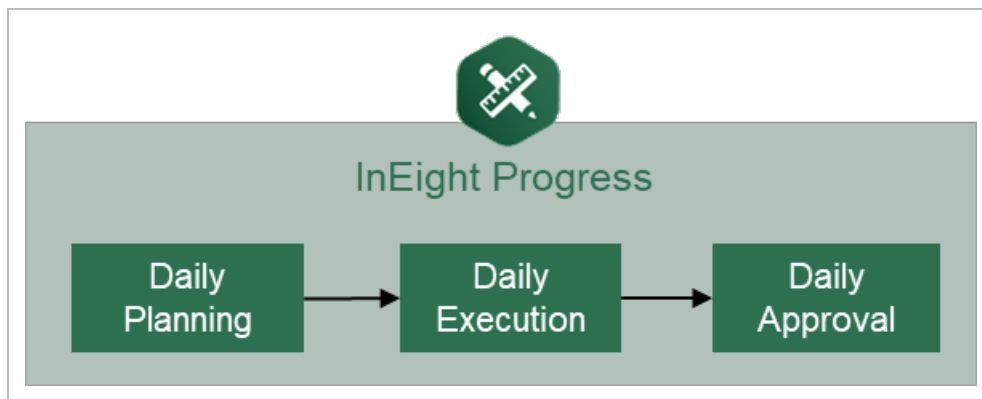 InEight Progress
Daily
Planning
Daily
Execution
Daily
Approval